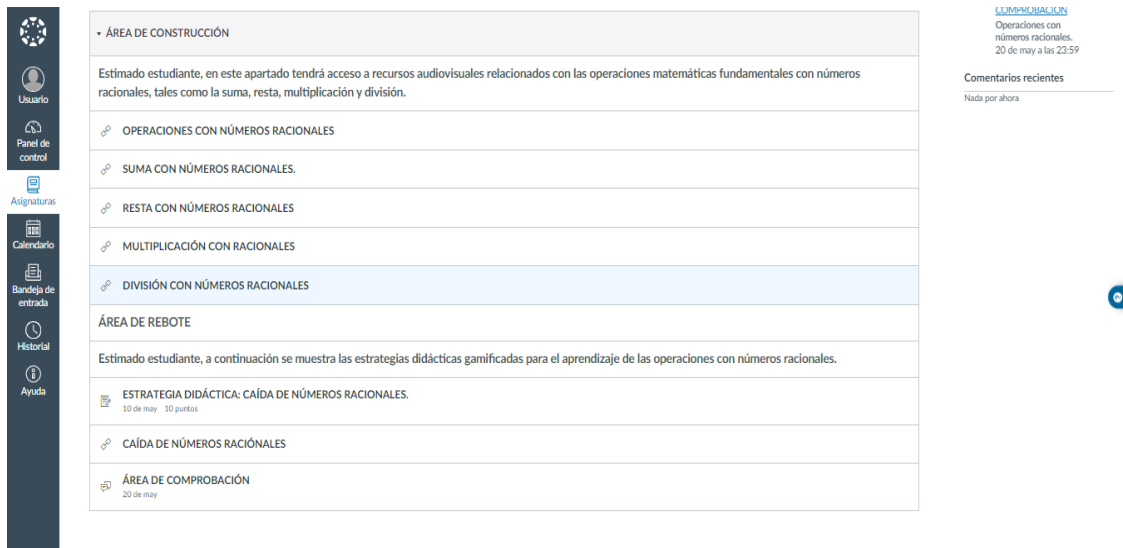 Usuario
Panel de
control
Asignaturas
Calendario
Bandeja de
entrada
Historial
Ayuda
ÁREA DE CONSTRUCCIÓN
Estimado estudiante, en este apartado tendrá acceso a recursos audiovisuales relacionados con las operaciones matemáticas fundamentales con números
racionales, tales como la suma, resta, multiplicación y división.
OPERACIONES CON NÚMEROS RACIONALES
SUMA CON NÚMEROS RACIONALES.
RESTA CON NÚMEROS RACIONALES
MULTIPLICACIÓN CON RACIONALES
DIVISIÓN CON NÚMEROS RACIONALES
ÁREA DE REBOTE
Estimado estudiante, a continuación se muestra las estrategias didácticas gamificadas para el aprendizaje de las operaciones con números racionales.
ESTRATEGIA DIDÁCTICA: CAÍDA DE NÚMEROS RACIONALES.
10 de may 10 puntos
CAÍDA DE NÚMEROS RACIÓNALES
ÁREA DE COMPROBACIÓN
20 de may
COMPROBACIÓN
Operaciones con
números racionales.
20 de may a las 23:59
Comentarios recientes
Nada por ahora